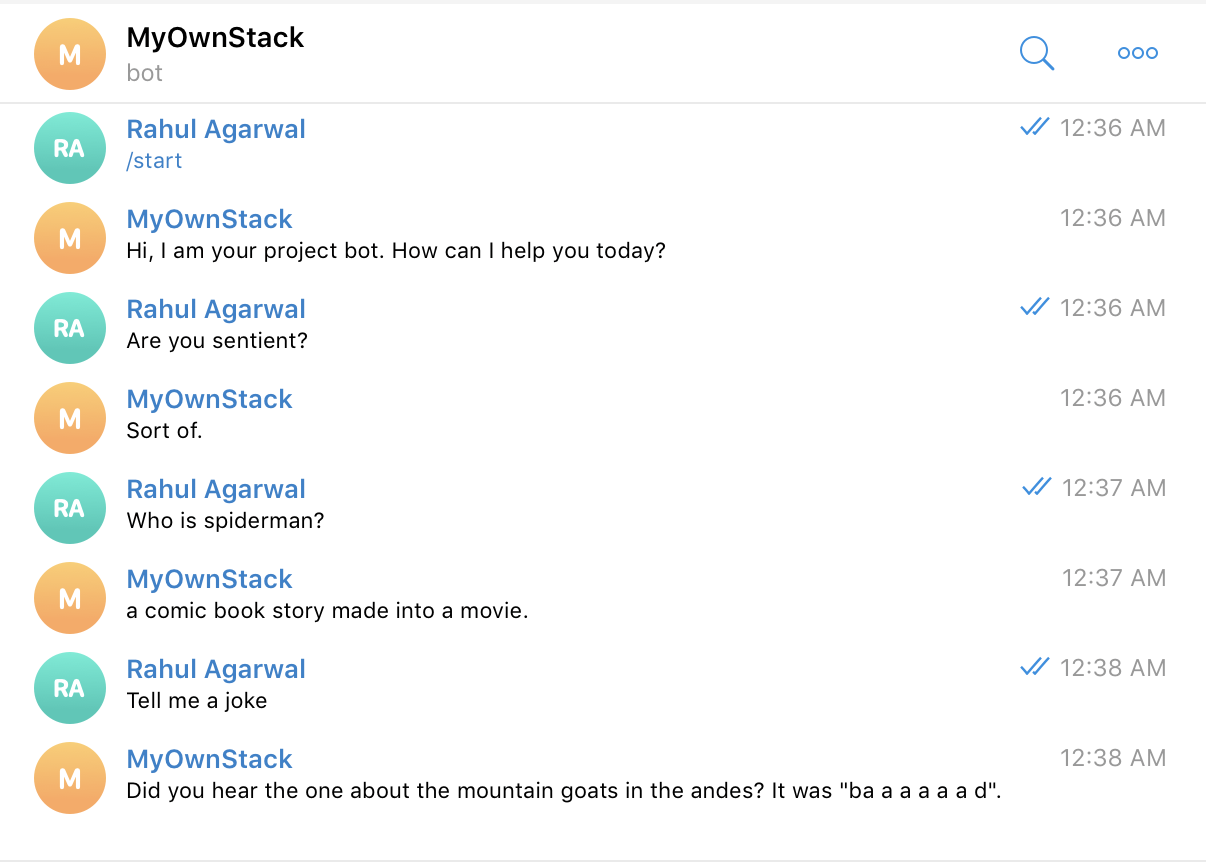 M
MyOwnStack
bot
RA
Rahul Agarwal
12:36 AM
/start
M
MyOwnStack
12:36 AM
Hi, I am your project bot. How can I help you today?
RA
Rahul Agarwal
12:36 AM
Are you sentient?
M
MyOwnStack
12:36 AM
Sort of.
RA
Rahul Agarwal
12:37 AM
Who is spiderman?
M
MyOwnStack
12:37 AM
a comic book story made into a movie.
RA
Rahul Agarwal
12:38 AM
Tell me a joke
M
MyOwnStack
12:38 AM
Did you hear the one about the mountain goats in the andes? It was "ba a a a a a d".